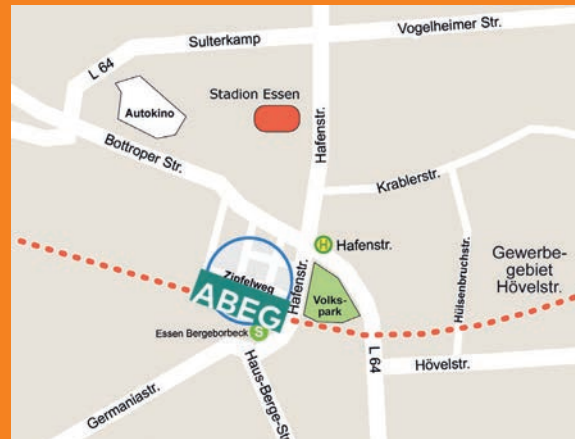 Vogelheimer Str.
Sulterkamp
L 64
Stadion Essen
Autokino
Hafenstr.
Bottroper Str.
Krablerstr.
H
Hafenstr.
Gewerbe-
gebiet
Hövelstr.
Hülsenbruchstr.
H
Zipfelweg
ABEG
Hafenstr.
Volks-
park
Essen Bergeborbeck
S
L 64
Hövelstr.
Haus-Berge-Str
Germaniastr.